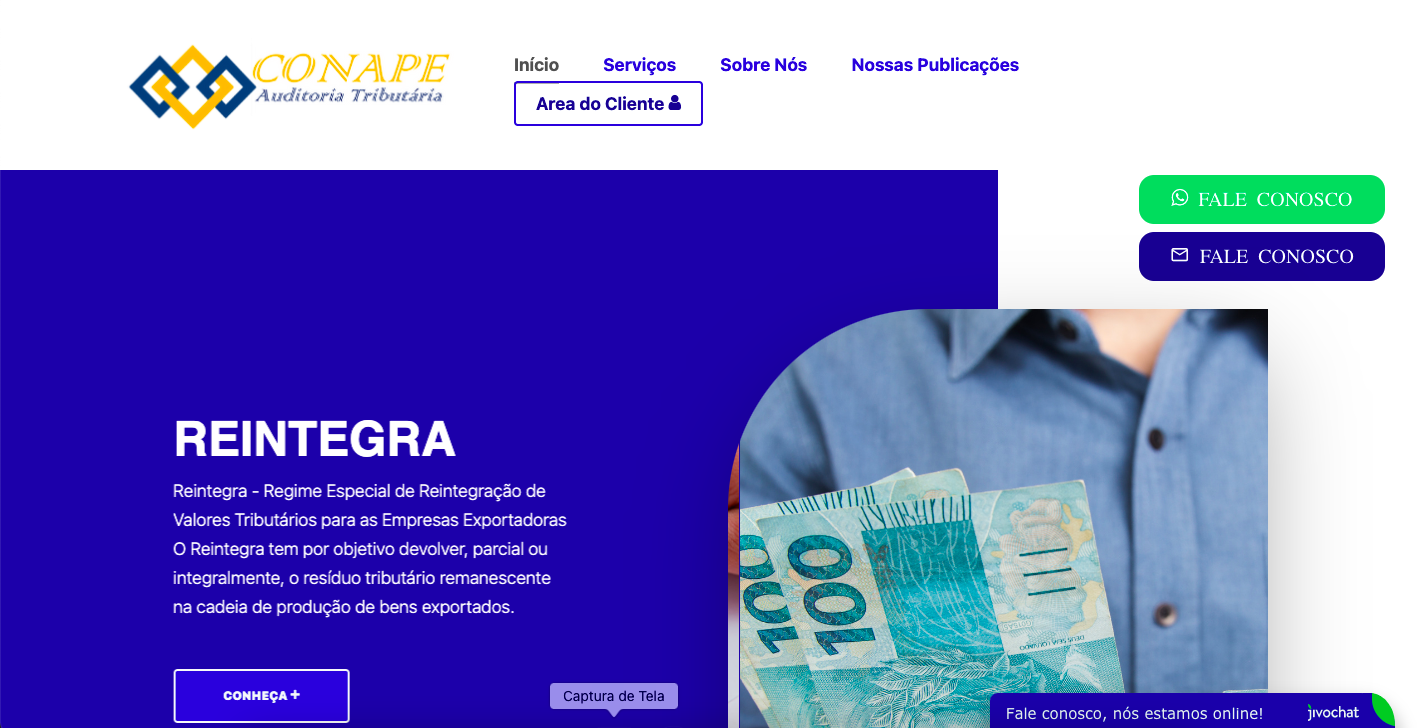 CONAPE
Auditoria Tributária
Início Serviços Sobre Nós Nossas Publicações
Area do Cliente
FALE CONOSCO
FALE CONOSCO
REINTEGRA
Reintegra - Regime Especial de Reintegração de
Valores Tributários para as Empresas Exportadoras
O Reintegra tem por objetivo devolver, parcial ou
integralmente, o resíduo tributário remanescente
na cadeia de produção de bens exportados.
CONHEÇA +
100
100
Captura de Tela
Fale conosco, nós estamos online!
jivochat